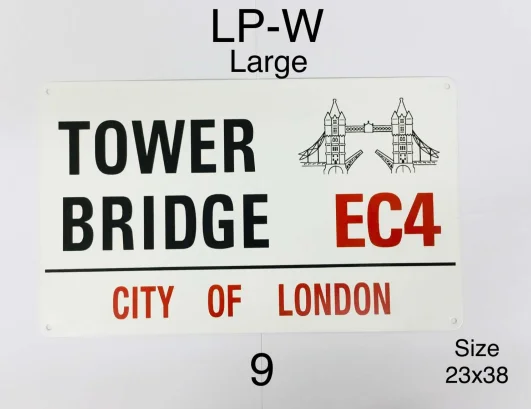 LP-W
Large
TOWER
BRIDGE EC4
CITY OF LONDON
9
Size
23x38